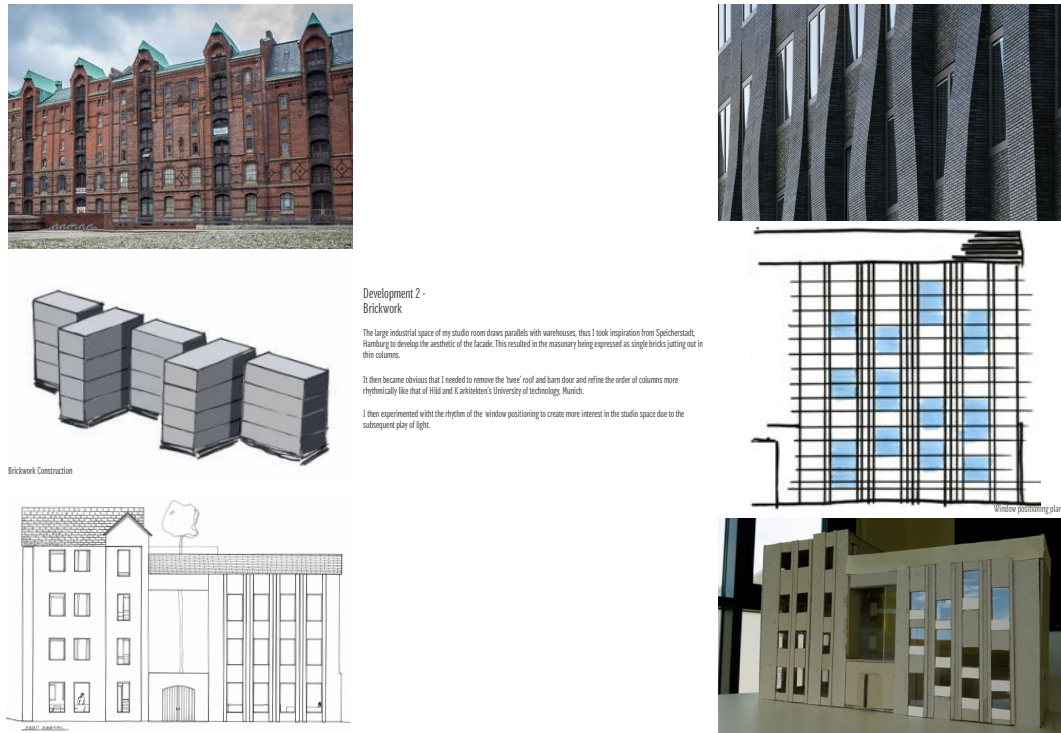 Development 2 -
Brickwork
The large industrial space of my studio room draws parallels with warehouses, thus I took inspiration from Speicherstadt,
Hamburg to develop the aesthetic of the facade. This resulted in the masonary being expressed as single bricks jutting out in
thin columns.
It then became obvious that I needed to remove the 'twee' roof and barn door and refine the order of columns more
rhythmically like that of Hild and K arkitekten's University of technology, Munich.
I then experimented witht the rhythm of the window positioning to create more interest in the studio space due to the
subsequent play of light.
Brickwork Construction
Window positioning plan